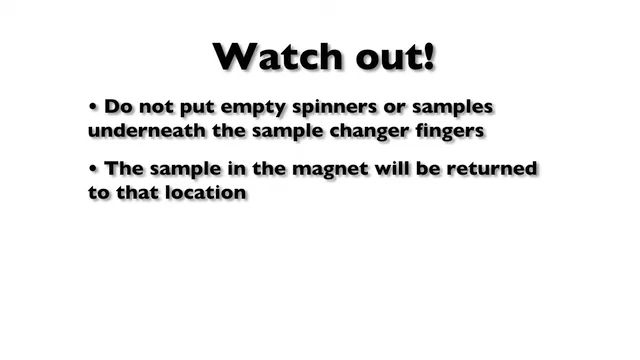 Watch out!
• Do not put empty spinners or samples
underneath the sample changer fingers
• The sample in the magnet will be returned
to that location